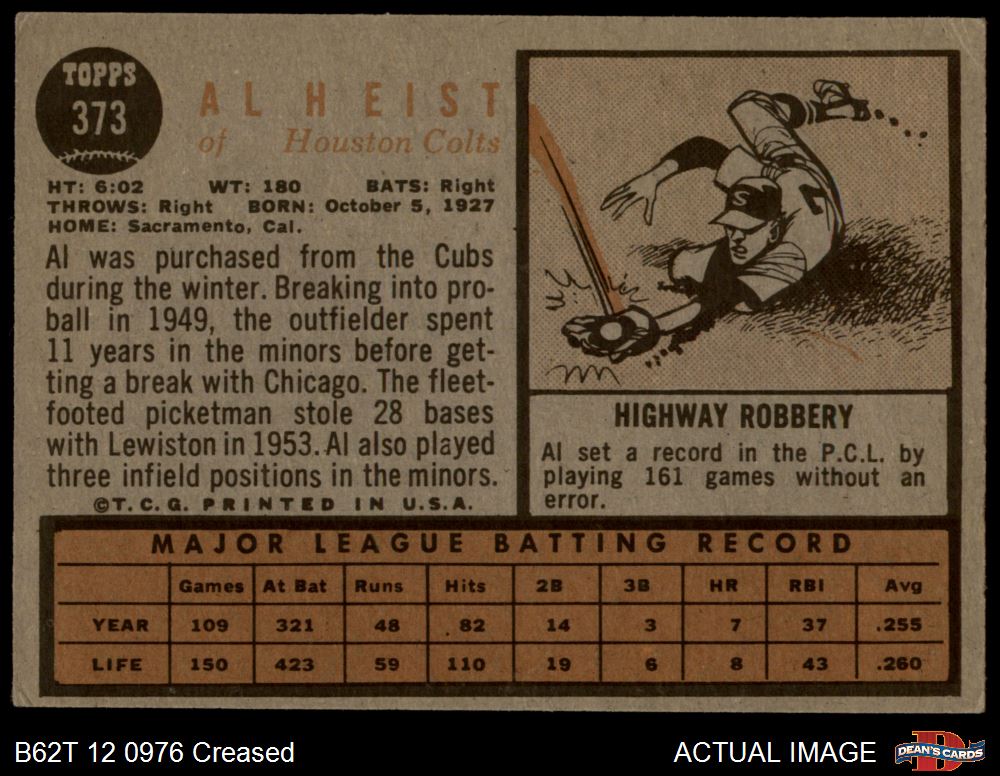 TOPPS
373
AL HEIST
of Houston Colts
HT: 6:02 WT: 180 BATS: Right
THROWS: Right BORN: October 5, 1927
HOME: Sacramento, Cal.
Al was purchased from the Cubs
during the winter. Breaking into pro-
ball in 1949, the outfielder spent
11 years in the minors before get-
ting a break with Chicago. The fleet-
footed picketman stole 28 bases
with Lewiston in 1953. Al also played
three infield positions in the minors.
©T.C.G. PRINTED IN U.S.A.
S
HIGHWAY ROBBERY
Al set a record in the P.C.L. by
playing 161 games without an
error.
MAJOR LEAGUE BATTING RECORD
Games At Bat Runs Hits 2B 3B HR RBI Avg
YEAR 109 321 48 82 14 3 7 37 .255
LIFE 150 423 59 110 19 6 8 43 .260
B62T 12 0976 Creased
ACTUAL IMAGE
D
DEAN'S CARDS